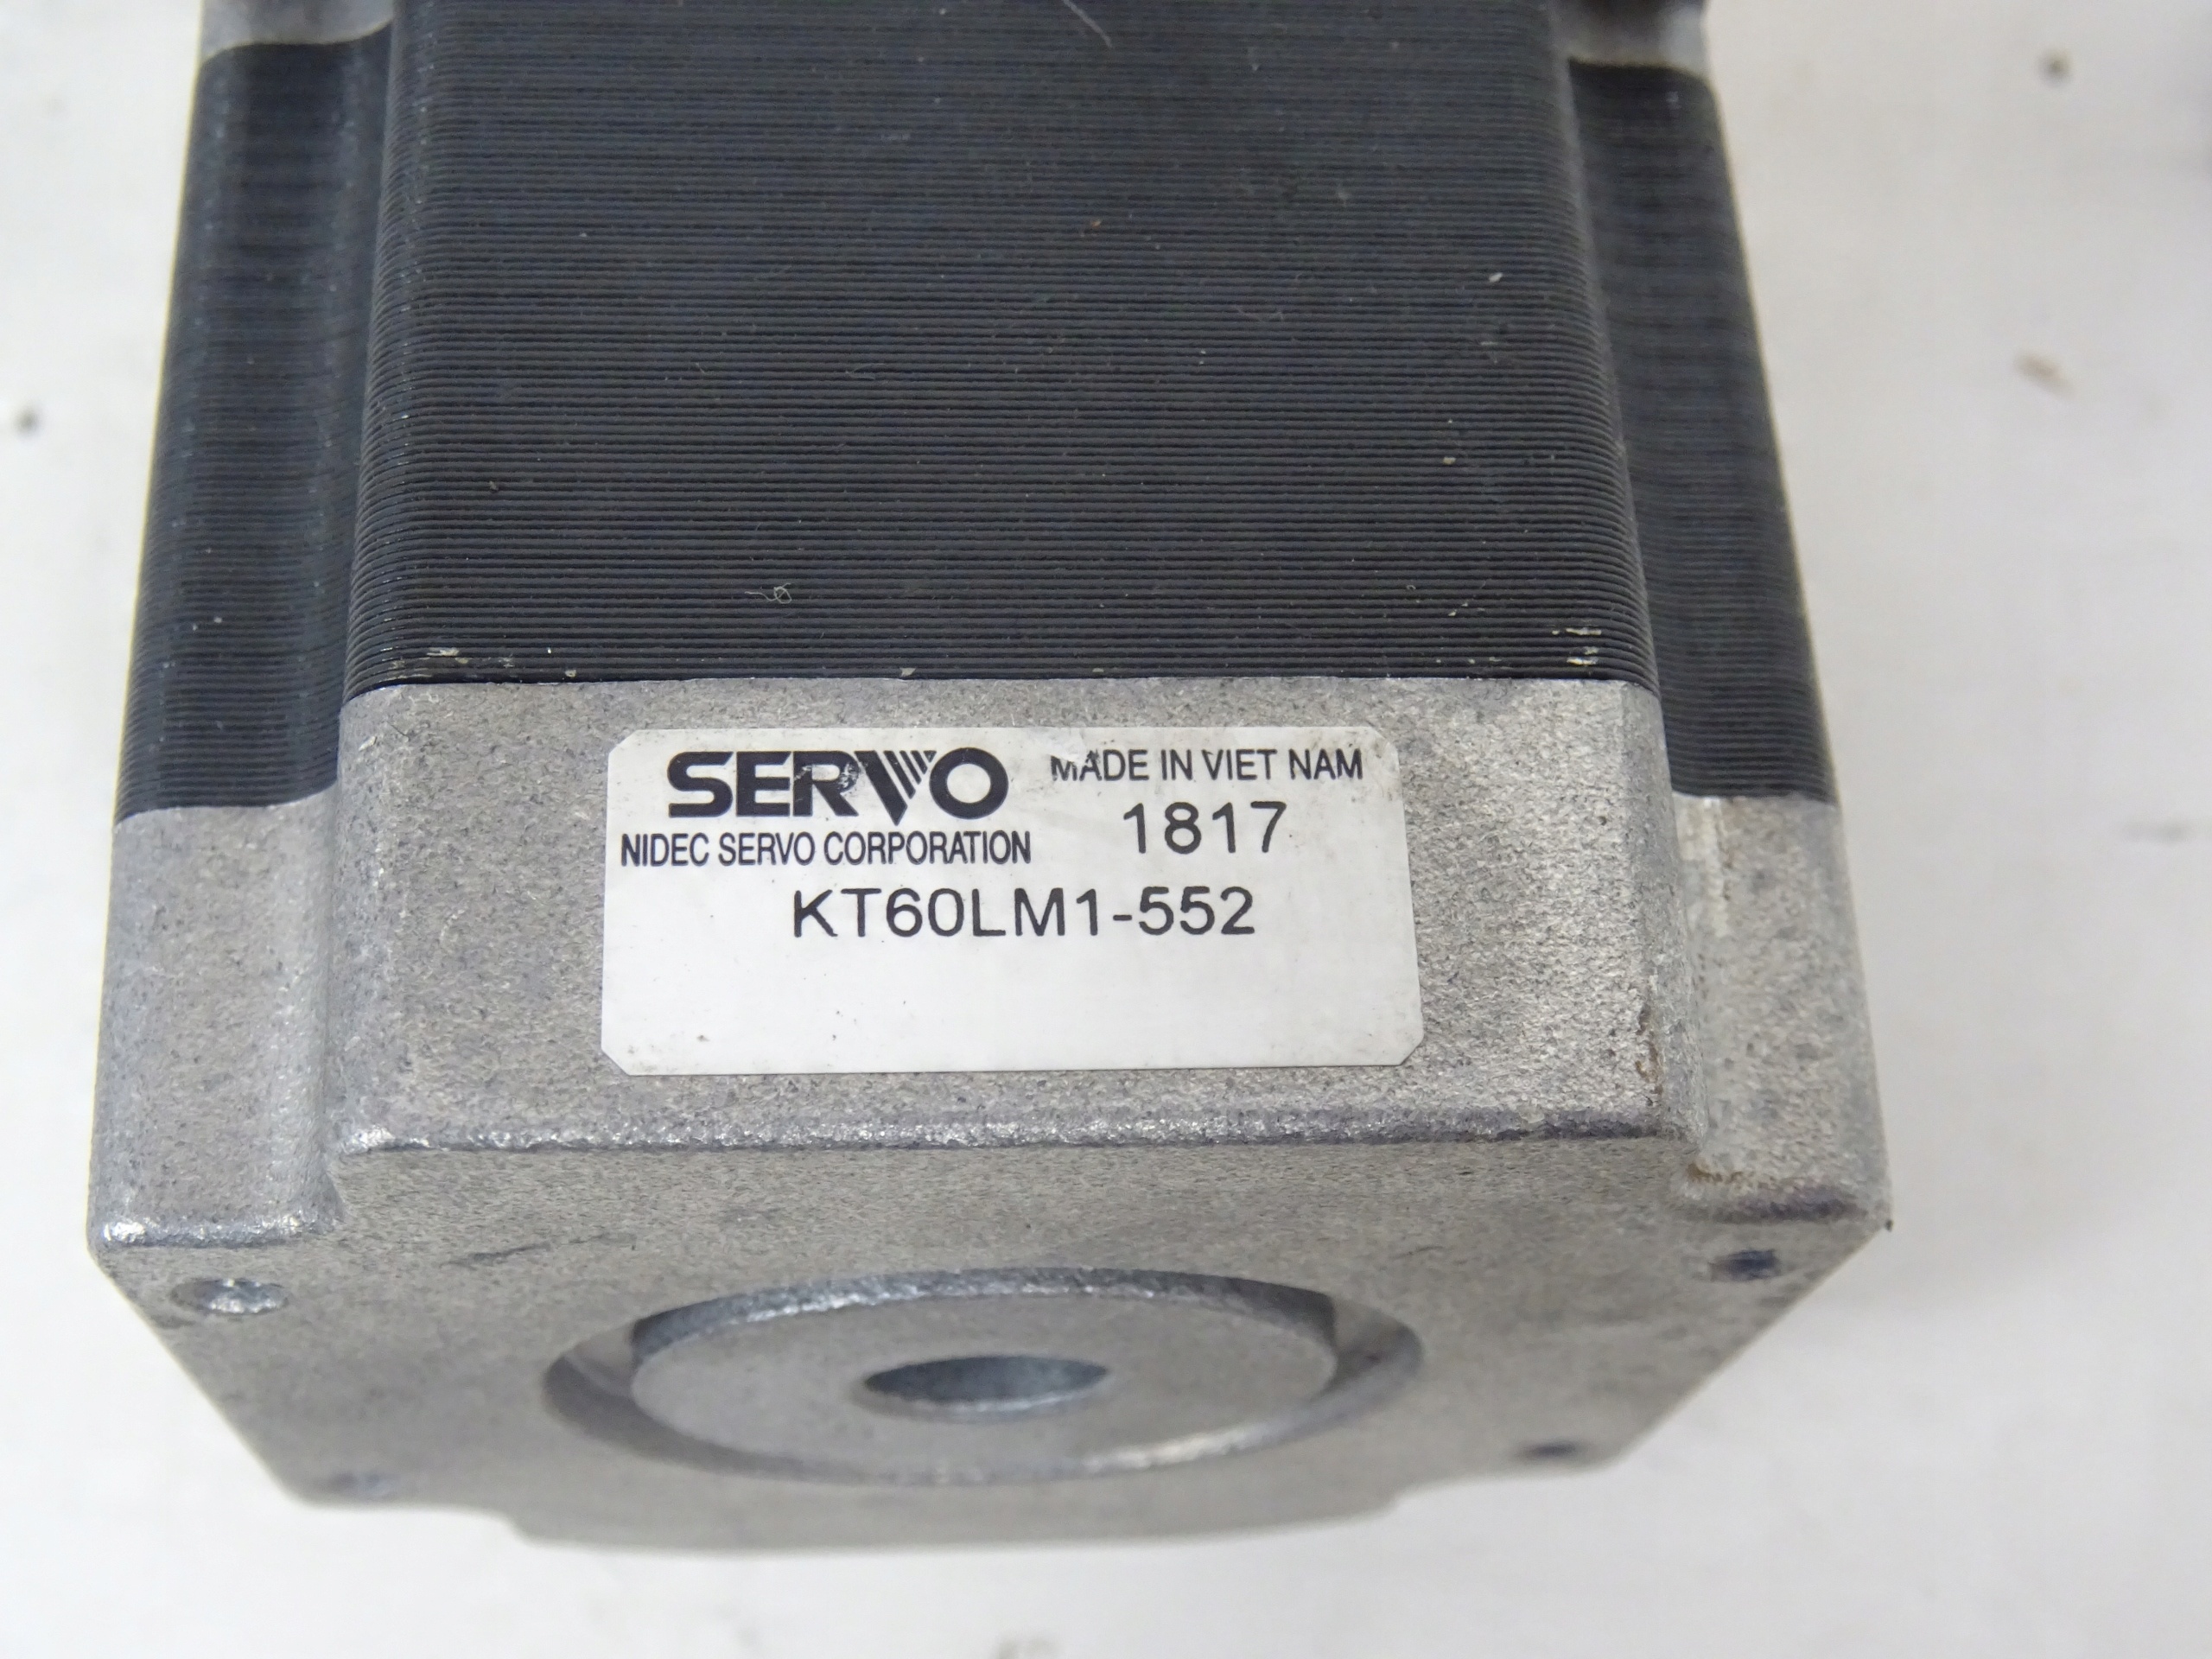 SERVO MADE IN VIET NAM
NIDEC SERVO CORPORATION 1817
KT60LM1-552